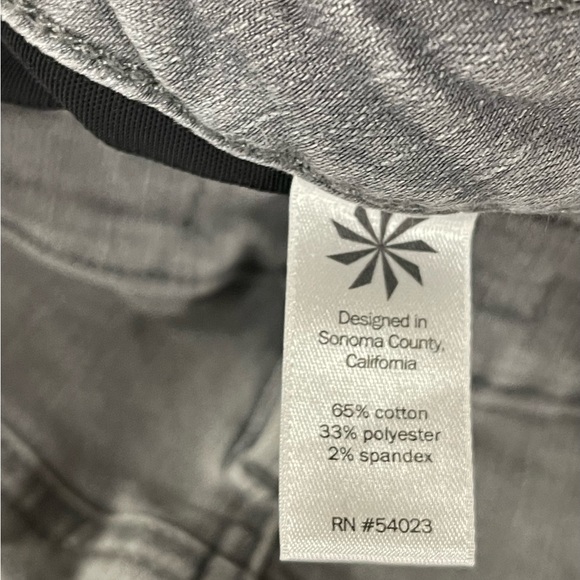 Designed in
Sonoma County,
California
65% cotton
33% polyester
2% spandex
RN #54023